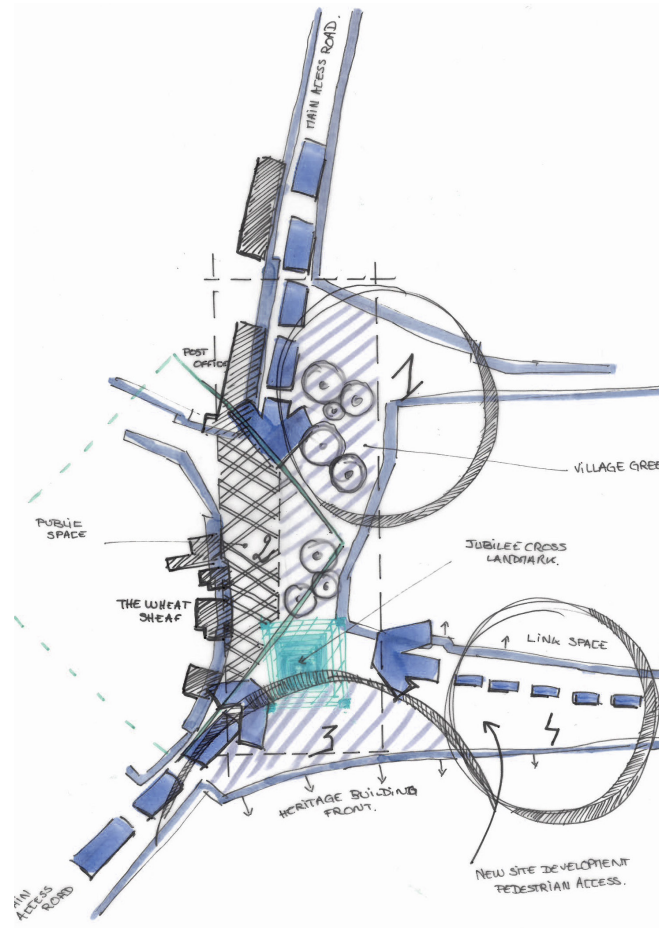 MAIN ACESS ROAD.
POST
OFFICE
1
VILLAGE GREE
PUBLIC
SPACE
2
JUBILEE CROSS
LANDMARK.
THE WHEAT
SHEAF
LINK SPACE
3
4
HERITAGE BUILDING
FRONT.
NEW SITE DEVELOPMENT
PEDESTRIAN ACCESS.
AIN
ACCESS
ROAD